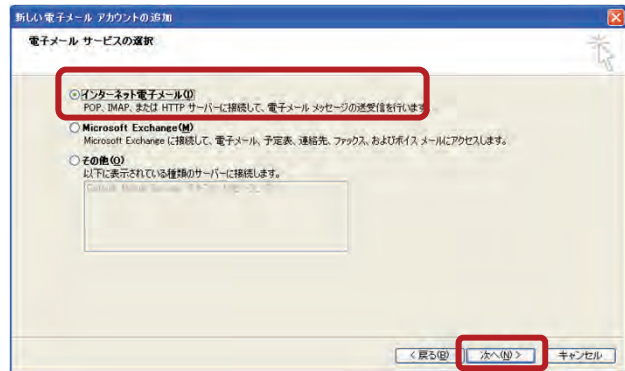 新しい電子メール アカウントの追加
電子メール サービスの選択
インターネット電子メール(I)
POP、IMAP、または HTTP サーバーに接続して、電子メール メッセージの送受信を行います。
Microsoft Exchange(M)
Microsoft Exchange に接続して、電子メール、予定表、連絡先、ファックス、およびボイス メールにアクセスします。
その他(O)
以下に表示されている種類のサーバーに接続します。
< 戻る(B) 次へ(N) > キャンセル